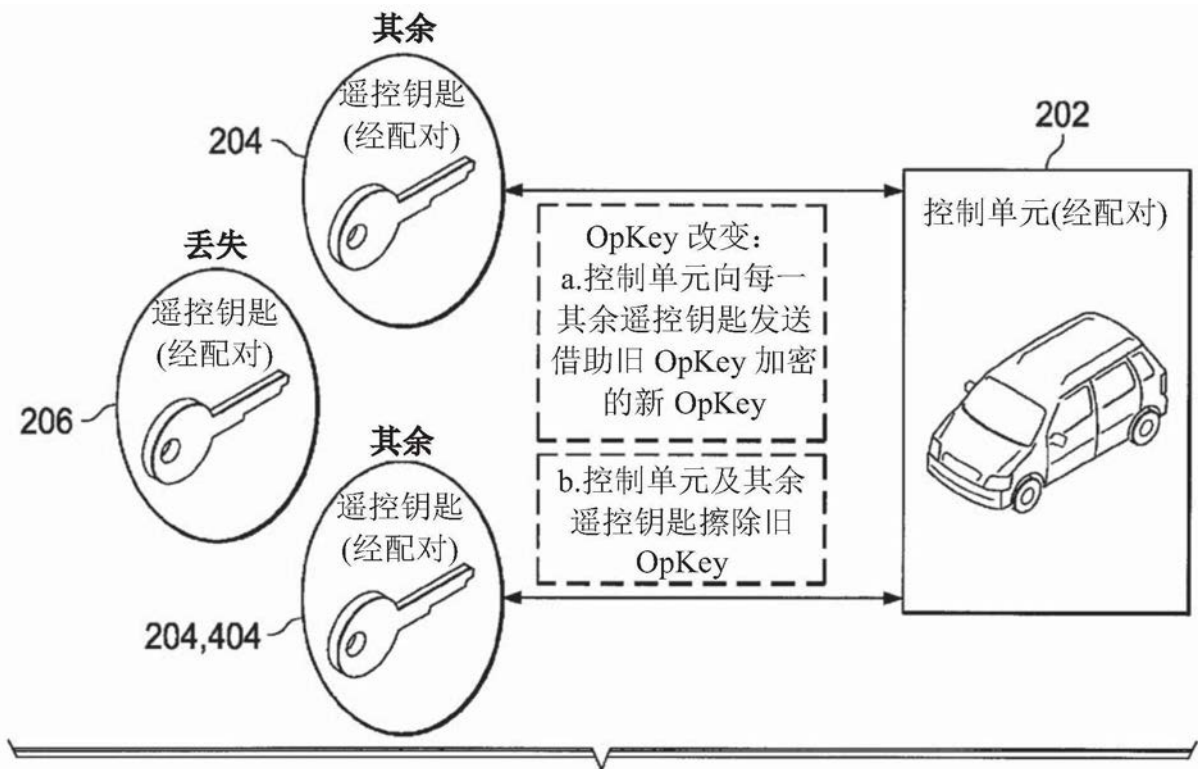 其余
遥控钥匙
(经配对)
204
丢失
遥控钥匙
(经配对)
206
其余
遥控钥匙
(经配对)
204,404
OpKey 改变：
a.控制单元向每一
其余遥控钥匙发送
借助旧 OpKey 加密
的新 OpKey
b.控制单元及其余
遥控钥匙擦除旧
OpKey
202
控制单元(经配对)